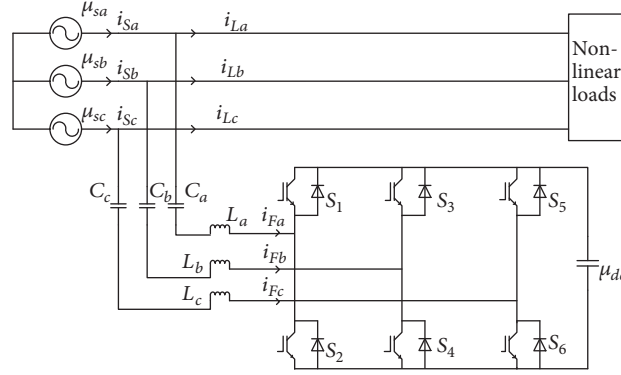 μsa
iSa
iLa
μsb
iSb
iLb
μsc
iSc
iLc
Non-
linear
loads
Cc
Cb
Ca
La
iFa
Lb
iFb
Lc
iFc
S1
S3
S5
S2
S4
S6
μdc